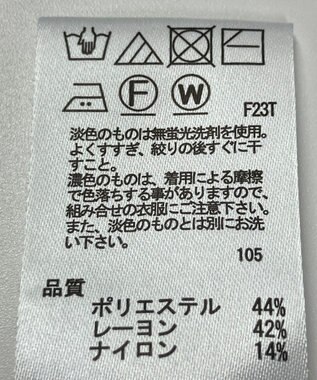 F W F23T
淡色のものは無蛍光洗剤を使用。
よくすすぎ、絞りの後すぐに干
すこと。
濃色のものは、着用による摩擦
で色落ちする事がありますので、
組み合せの衣服にご注意下さい。
また、淡色のものとは別にお洗
い下さい。
105
品質
ポリエステル 44%
レーヨン 42%
ナイロン 14%